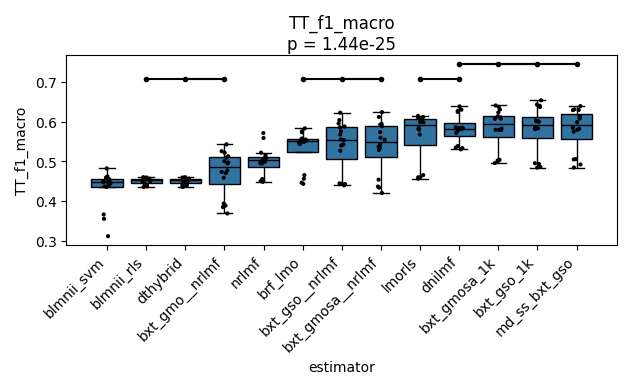 TT_f1_macro
p = 1.44e-25
TT_f1_macro
0.7
0.6
0.5
0.4
0.3
blmnii_svm
blmnii_rls
dthybrid
bxt_gmo__nrlmf
nrlmf
brf_lmo
bxt_gso__nrlmf
bxt_gmosa__nrlmf
lmorls
dnilmf
bxt_gmosa_1k
bxt_gso_1k
md_ss_bxt_gso
estimator